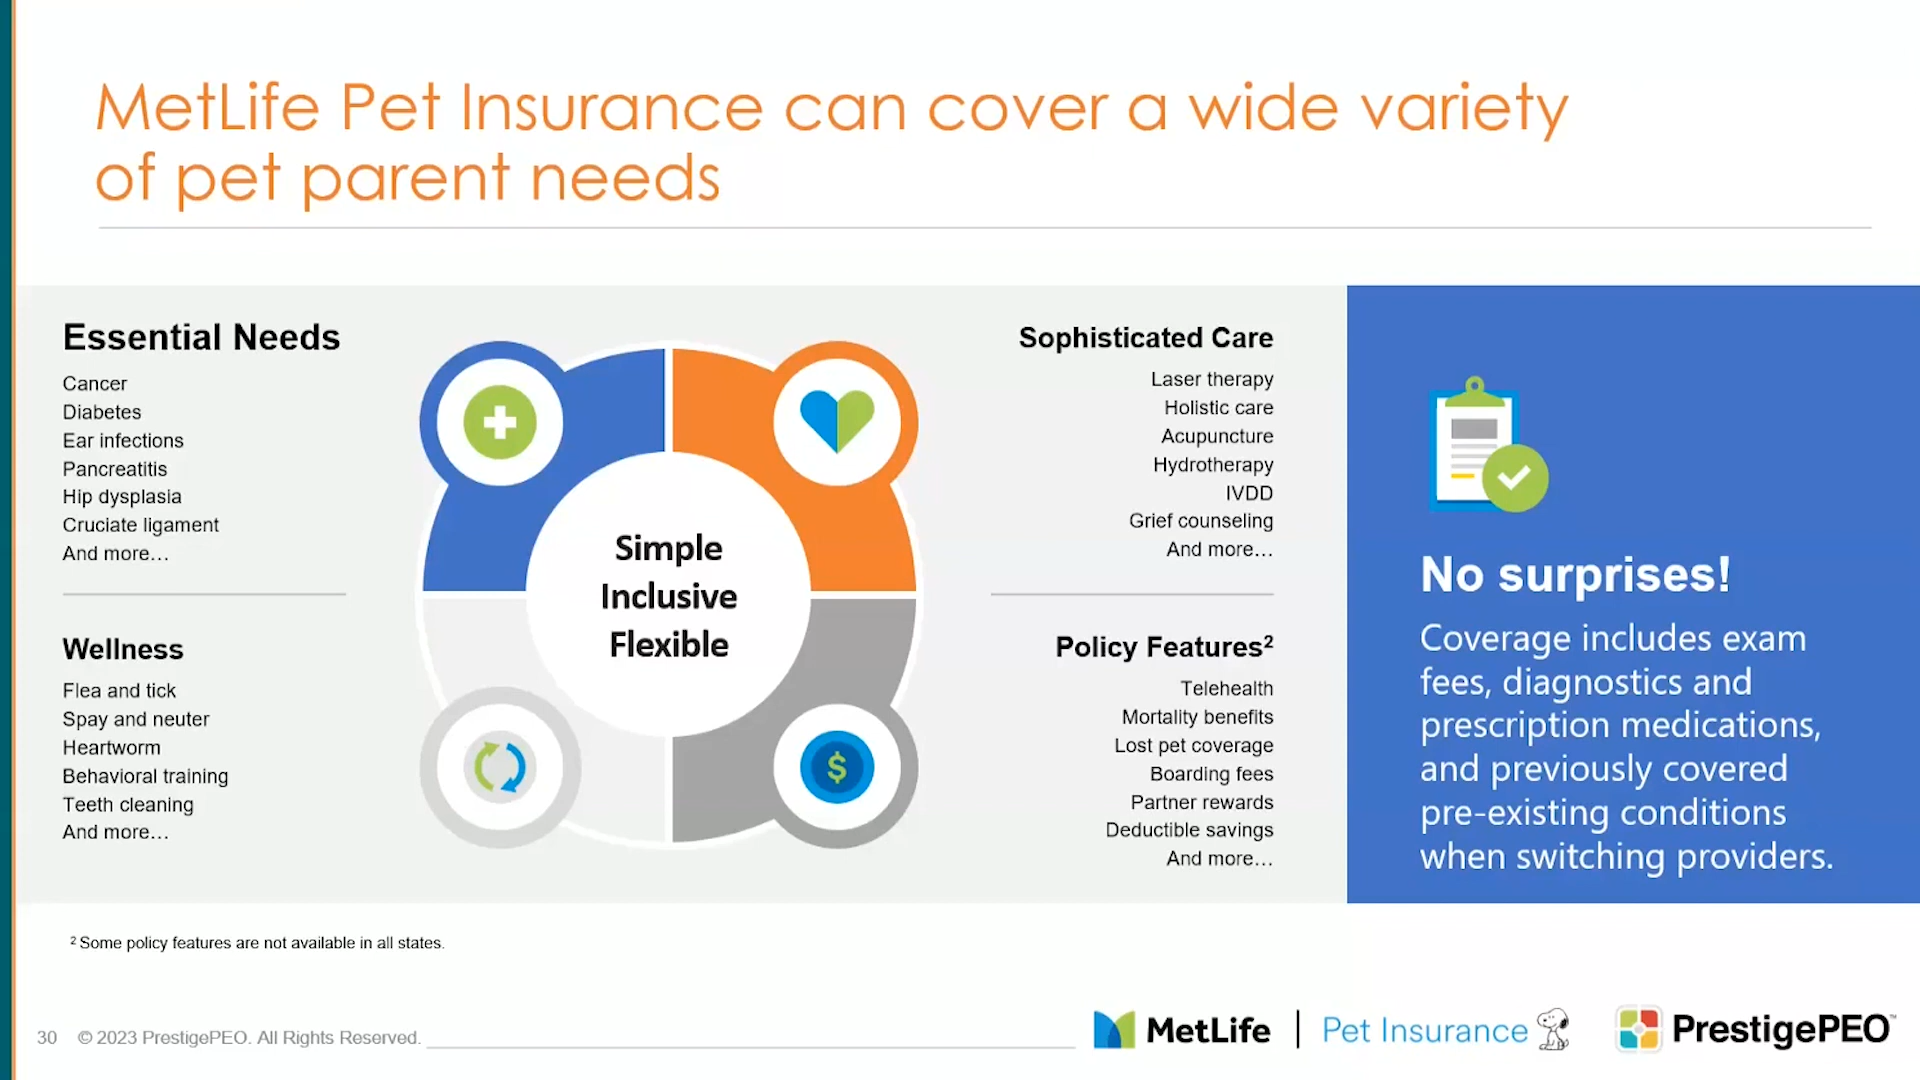 MetLife Pet Insurance can cover a wide variety
of pet parent needs
Essential Needs
Cancer
Diabetes
Ear infections
Pancreatitis
Hip dysplasia
Cruciate ligament
And more…
Wellness
Flea and tick
Spay and neuter
Heartworm
Behavioral training
Teeth cleaning
And more…
Simple
Inclusive
Flexible
$
Sophisticated Care
Laser therapy
Holistic care
Acupuncture
Hydrotherapy
IVDD
Grief counseling
And more…
Policy Features²
Telehealth
Mortality benefits
Lost pet coverage
Boarding fees
Partner rewards
Deductible savings
And more…
No surprises!
Coverage includes exam
fees, diagnostics and
prescription medications,
and previously covered
pre-existing conditions
when switching providers.
² Some policy features are not available in all states.
30 © 2023 PrestigePEO. All Rights Reserved.
MetLife | Pet Insurance
PrestigePEO™